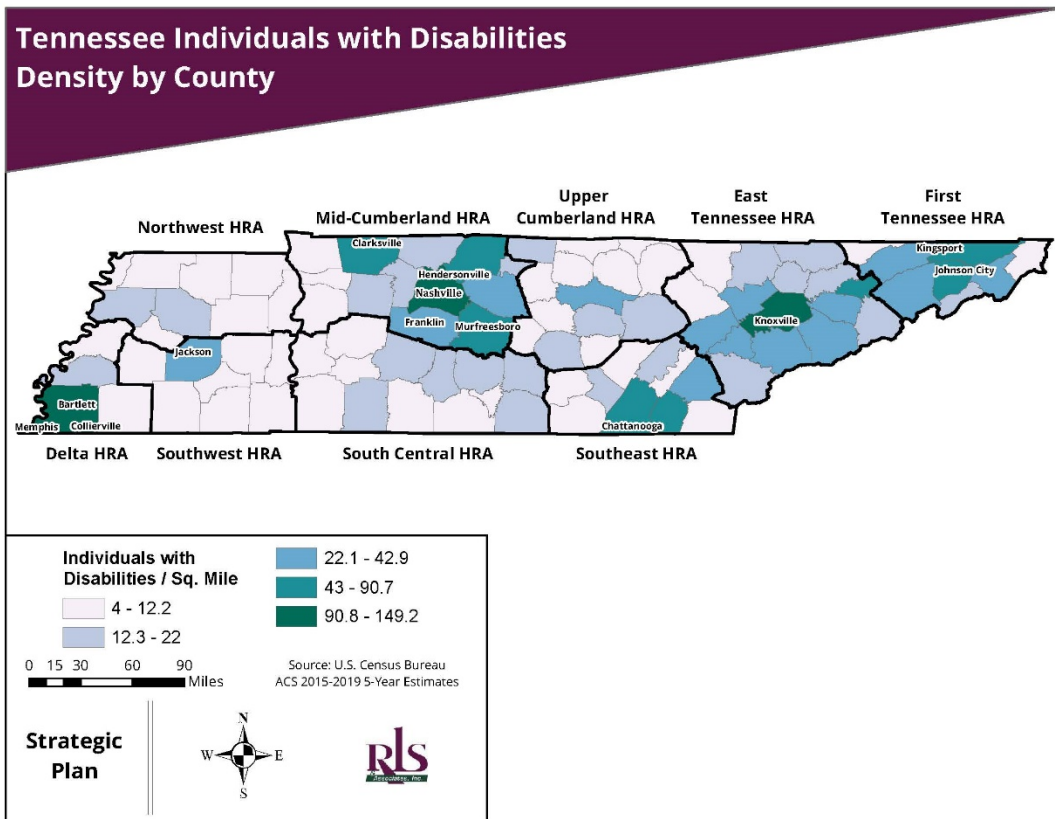 Tennessee Individuals with Disabilities
Density by County
Northwest HRA
Mid-Cumberland HRA
Upper
Cumberland HRA
East
Tennessee HRA
First
Tennessee HRA
Clarksville
Hendersonville
Nashville
Franklin
Murfreesboro
Knoxville
Kingsport
Johnson City
Jackson
Bartlett
Memphis
Collierville
Chattanooga
Delta HRA
Southwest HRA
South Central HRA
Southeast HRA
Individuals with
Disabilities / Sq. Mile
4 - 12.2
12.3 - 22
22.1 - 42.9
43 - 90.7
90.8 - 149.2
0 15 30 60 90
Miles
Source: U.S. Census Bureau
ACS 2015-2019 5-Year Estimates
Strategic
Plan
N
W E
S
RLS
& Associates, Inc.